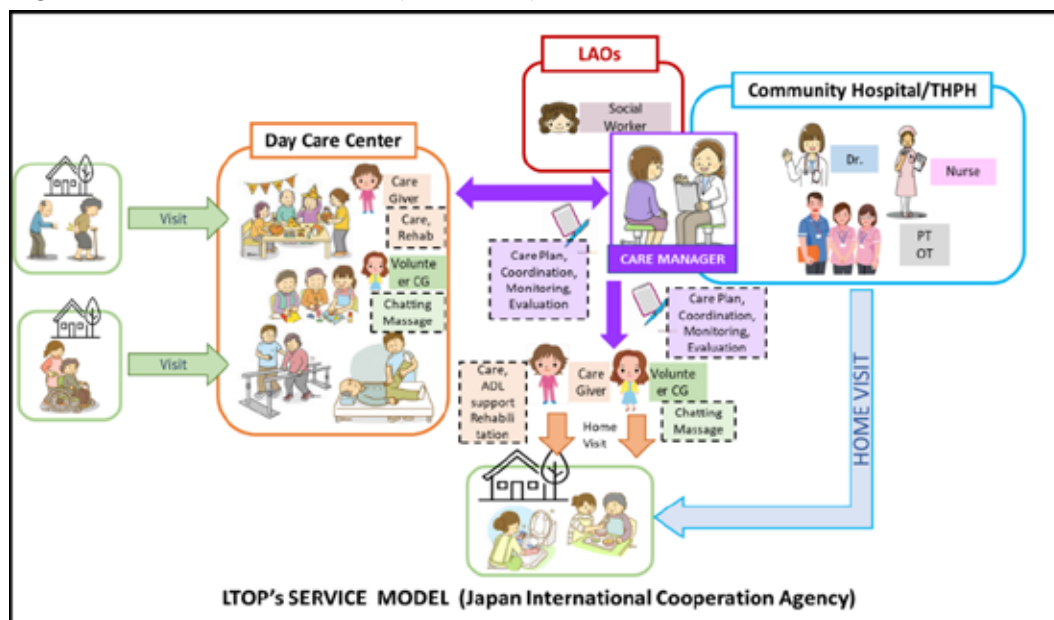 LAOs
Social
Worker
Community Hospital/THPH
Dr.
Nurse
PT
OT
CARE MANAGER
Day Care Center
Care
Giver
Care,
Rehab
Volunte
er CG
Chatting
Massage
Visit
Visit
Care Plan,
Coordination,
Monitoring,
Evaluation
Care Plan,
Coordination,
Monitoring,
Evaluation
Care,
ADL
support
Rehabili
tation
Care
Giver
Volunte
er CG
Chatting
Massage
Home
Visit
HOME VISIT
LTOP's SERVICE MODEL (Japan International Cooperation Agency)